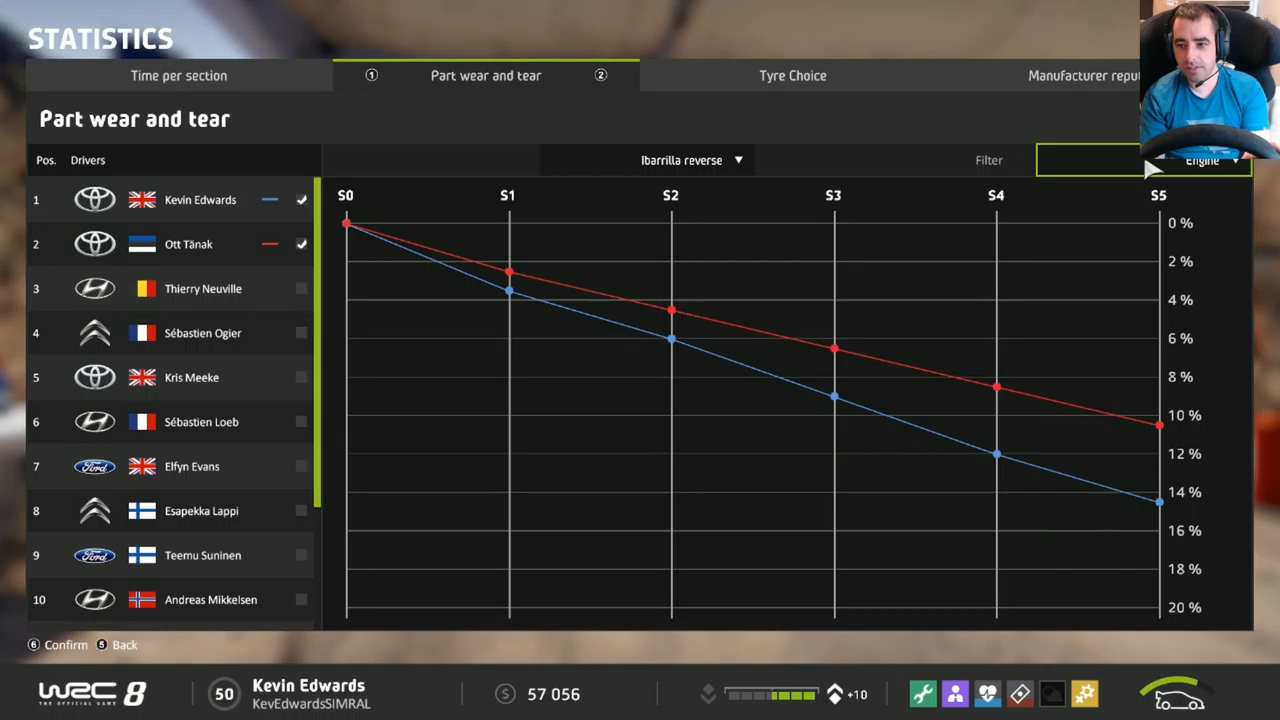 STATISTICS
Time per section
1 Part wear and tear 2
Tyre Choice
Manufacturer repu
Part wear and tear
Pos. Drivers
Ibarrilla reverse
Filter
Engine
1 Kevin Edwards
2 Ott Tänak
3 Thierry Neuville
4 Sébastien Ogier
5 Kris Meeke
6 Sébastien Loeb
7 Ford Elfyn Evans
8 Esapekka Lappi
9 Ford Teemu Suninen
10 Andreas Mikkelsen
S0 S1 S2 S3 S4 S5
0 %
2 %
4 %
6 %
8 %
10 %
12 %
14 %
16 %
18 %
20 %
6 Confirm 5 Back
WRC 8
THE OFFICIAL GAME
50
Kevin Edwards
KevEdwardsSIMRAL
$ 57 056
+10